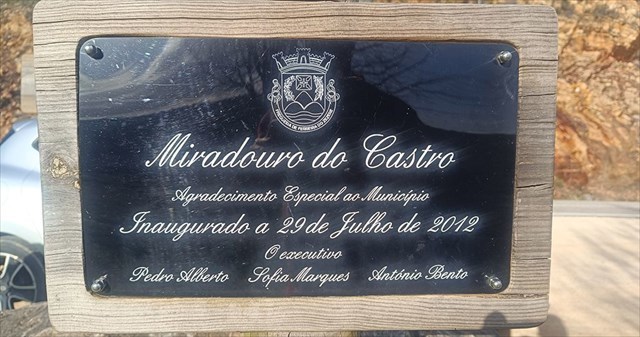 Miradouro do Castro
Agradecimento Especial ao Município
Inaugurado a 29 de Julho de 2012
O executivo
Pedro Alberto Sofia Marques António Bento